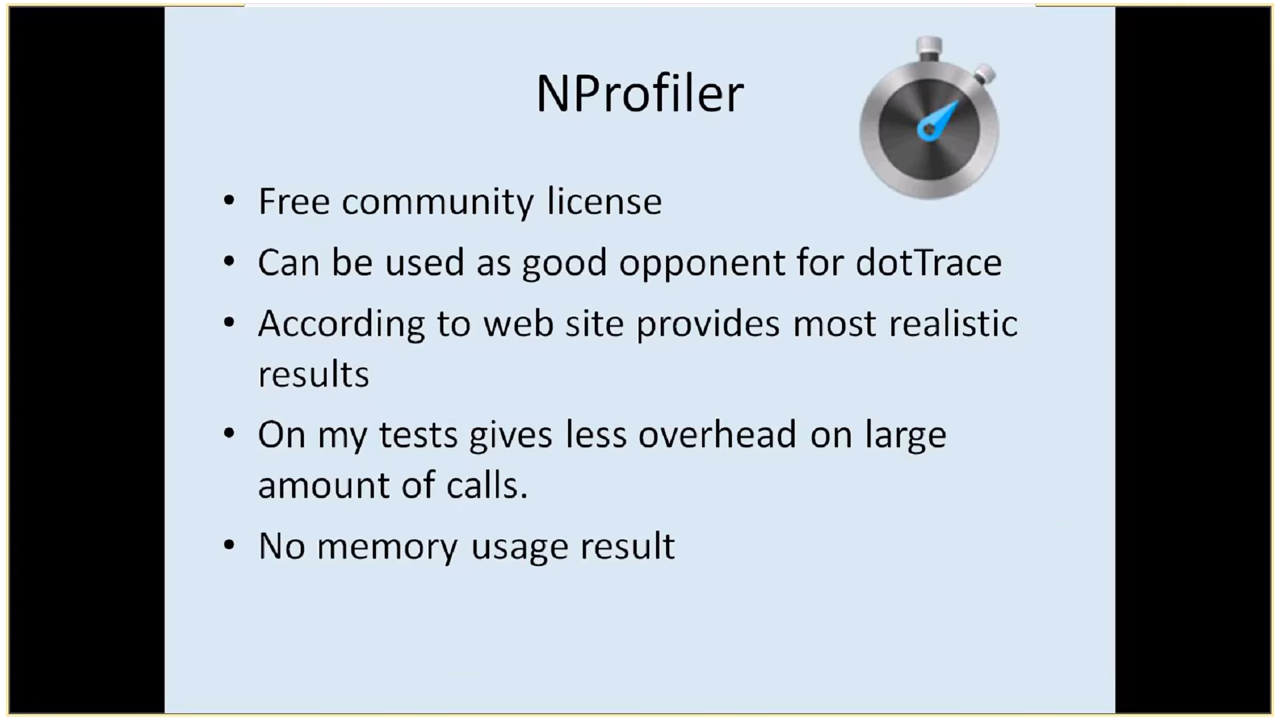 NProfiler
• Free community license
• Can be used as good opponent for dotTrace
• According to web site provides most realistic
results
• On my tests gives less overhead on large
amount of calls.
• No memory usage result